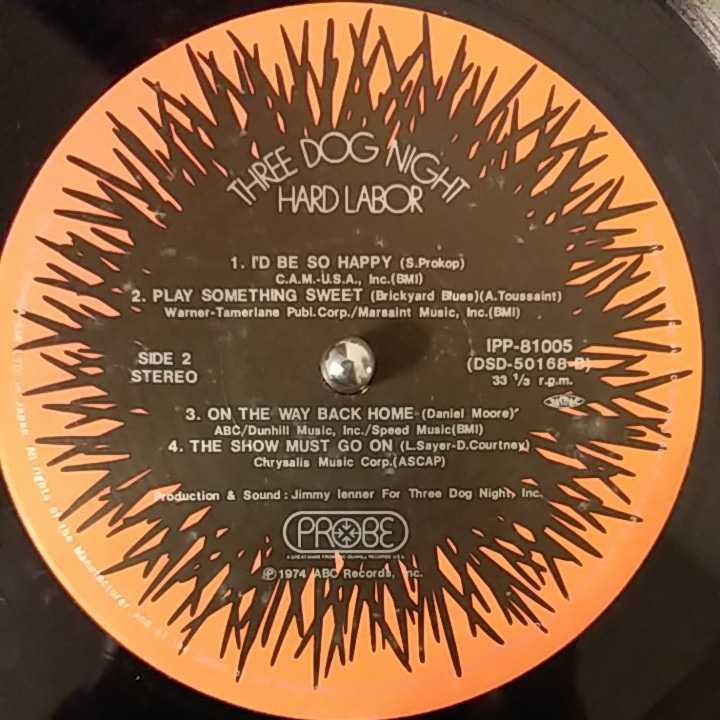 THREE DOG NIGHT
HARD LABOR
1. I'D BE SO HAPPY (S.Prokop)
C.A.M.-U.S.A., Inc.(BMI)
2. PLAY SOMETHING SWEET (Brickyard Blues)(A.Toussaint)
Warner-Tamerlane Publ.Corp./Marsaint Music, Inc.(BMI)
SIDE 2
STEREO
IPP-81005
(DSD-50168-B)
33 1/3 r.p.m.
3. ON THE WAY BACK HOME (Daniel Moore)
ABC/Dunhill Music, Inc./Speed Music(BMI)
4. THE SHOW MUST GO ON (L.Sayer-D.Courtney)
Chrysalis Music Corp.(ASCAP)
Production & Sound : Jimmy Ienner For Three Dog Night, Inc.
PROBE
Ⓟ1974 ABC Records, Inc.
Japan. All rights of the Manufacturer and of